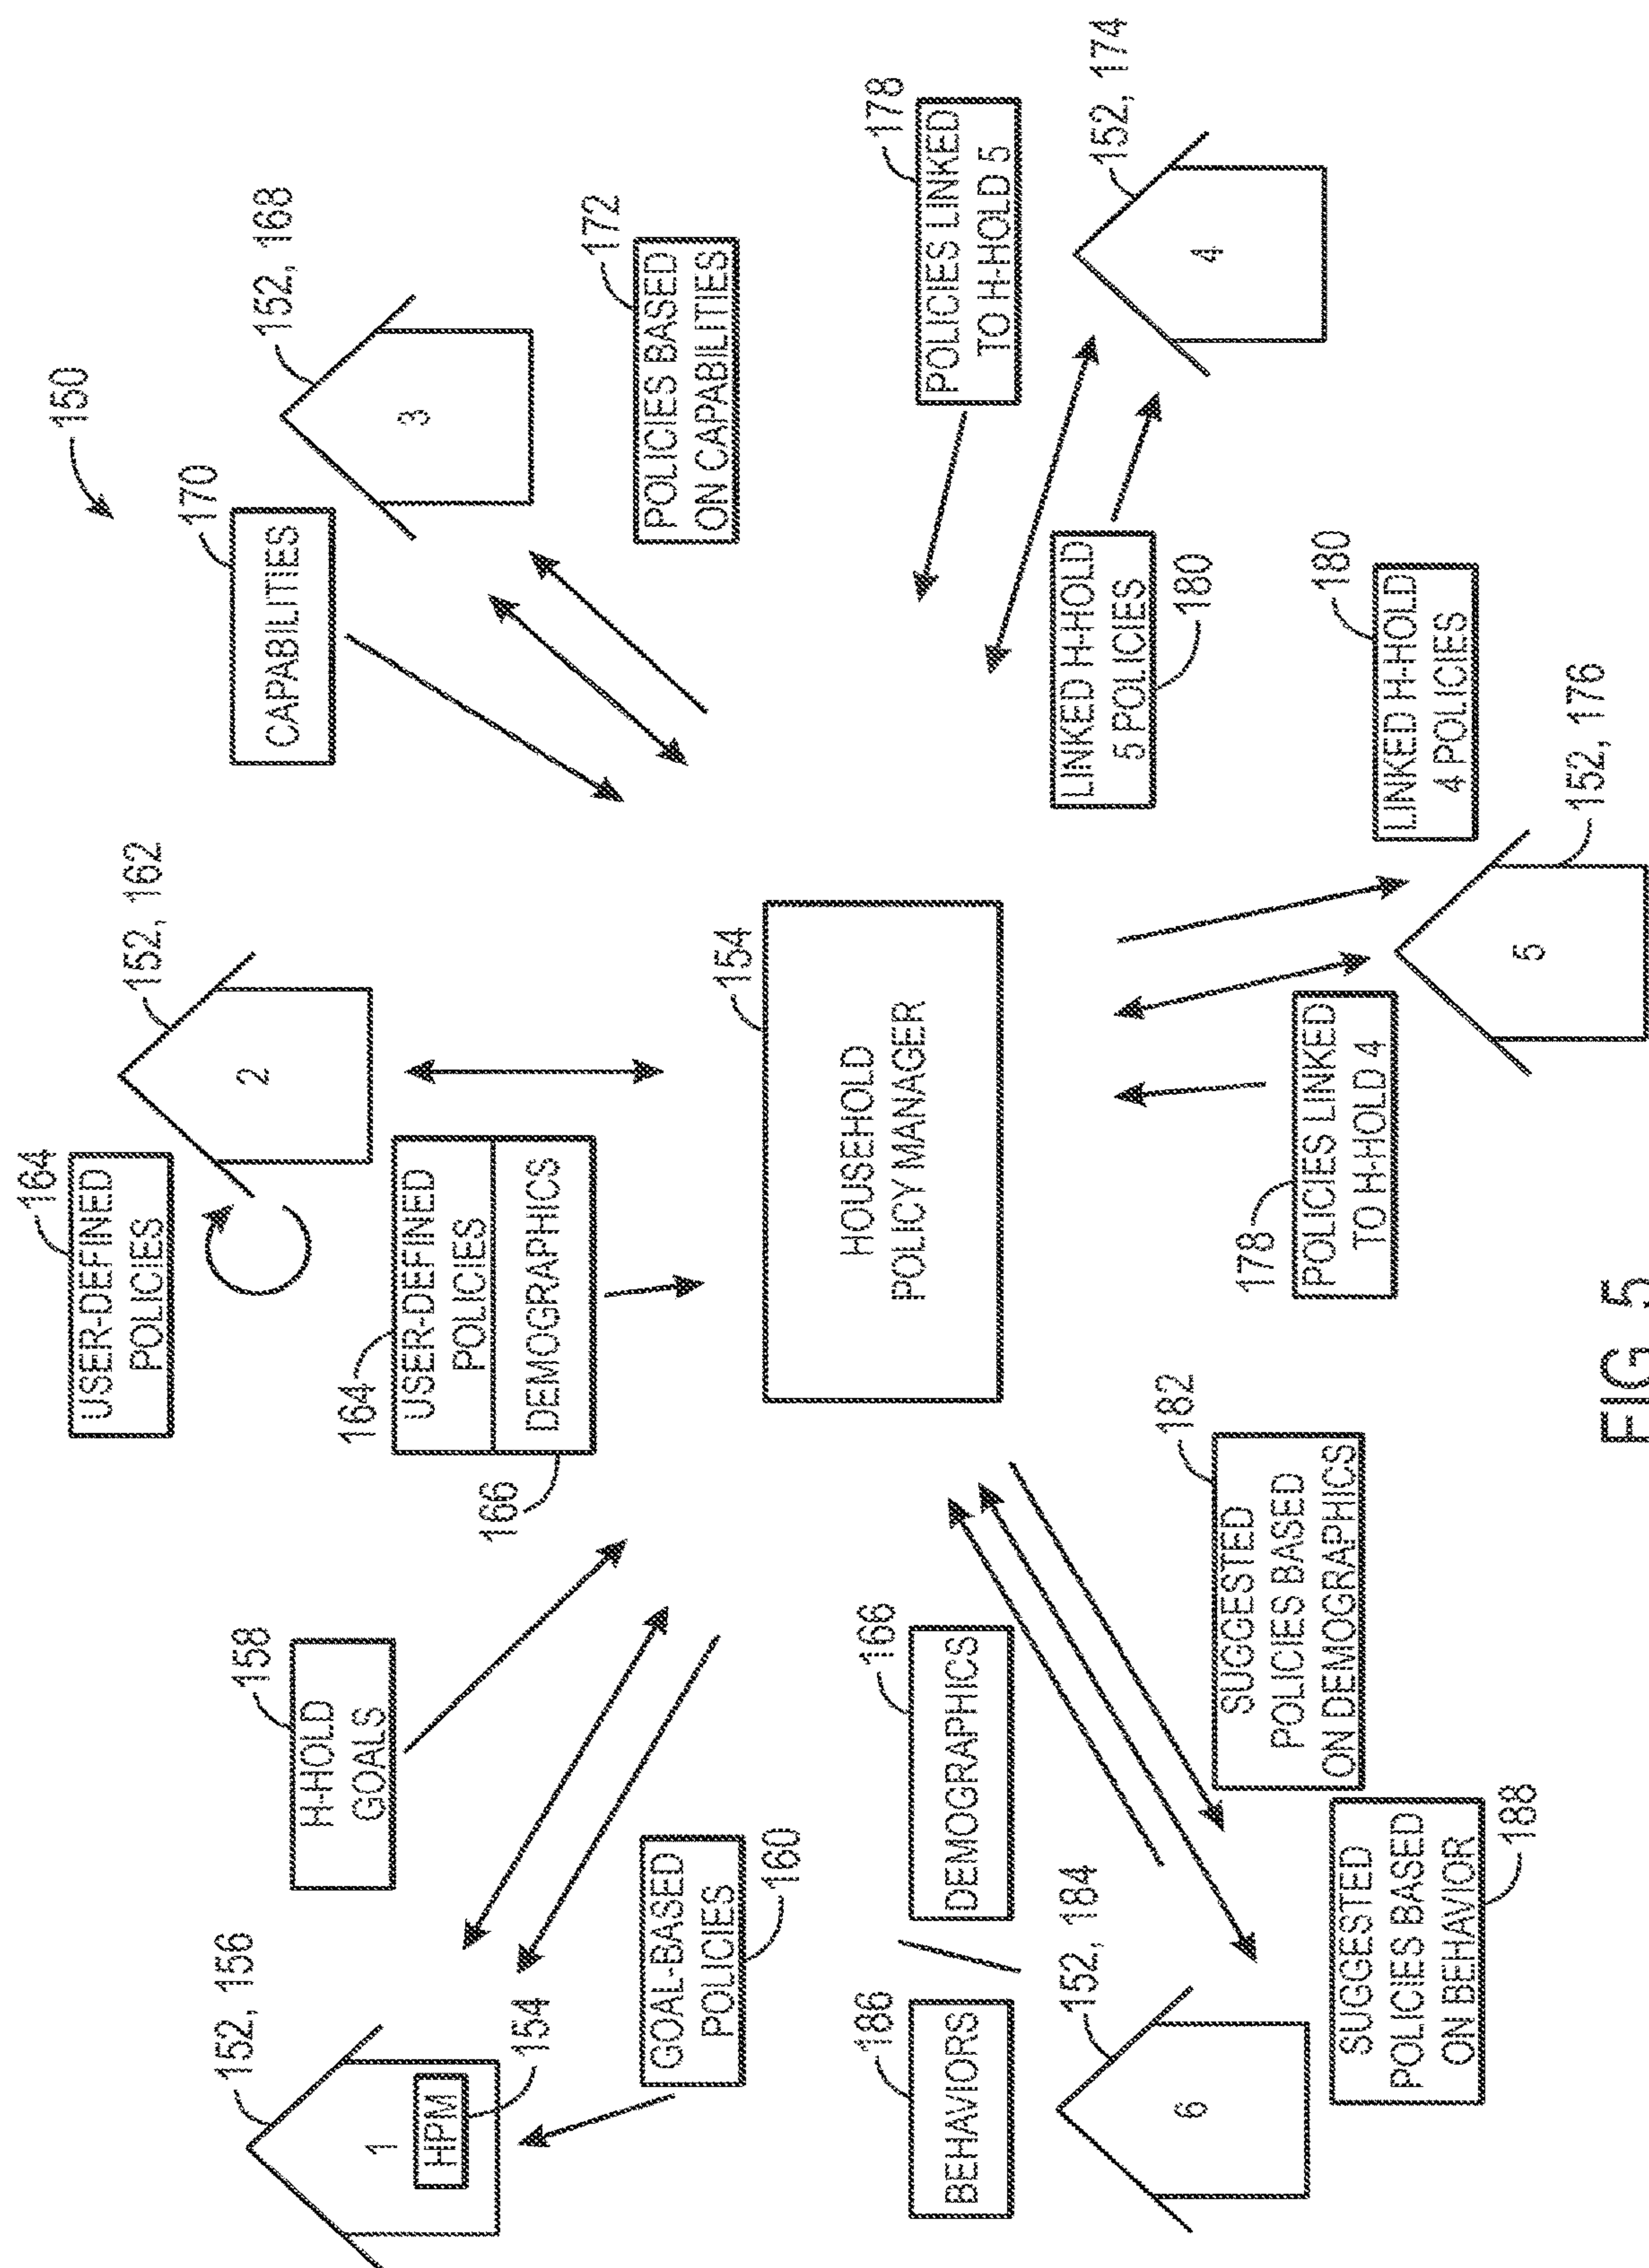 150
164
USER-DEFINED
POLICIES
152, 162
2
164
USER-DEFINED
POLICIES
DEMOGRAPHICS
166
152, 156
1
HPM
154
158
H-HOLD
GOALS
GOAL-BASED
POLICIES
160
170
CAPABILITIES
152, 168
3
172
POLICIES BASED
ON CAPABILITIES
154
HOUSEHOLD
POLICY MANAGER
178
POLICIES LINKED
TO H-HOLD 5
152, 174
4
LINKED H-HOLD
5 POLICIES
180
186
BEHAVIORS
166
DEMOGRAPHICS
152, 184
6
182
SUGGESTED
POLICIES BASED
ON DEMOGRAPHICS
SUGGESTED
POLICIES BASED
ON BEHAVIOR
188
178
POLICIES LINKED
TO H-HOLD 4
180
LINKED H-HOLD
4 POLICIES
152, 176
5
FIG. 5